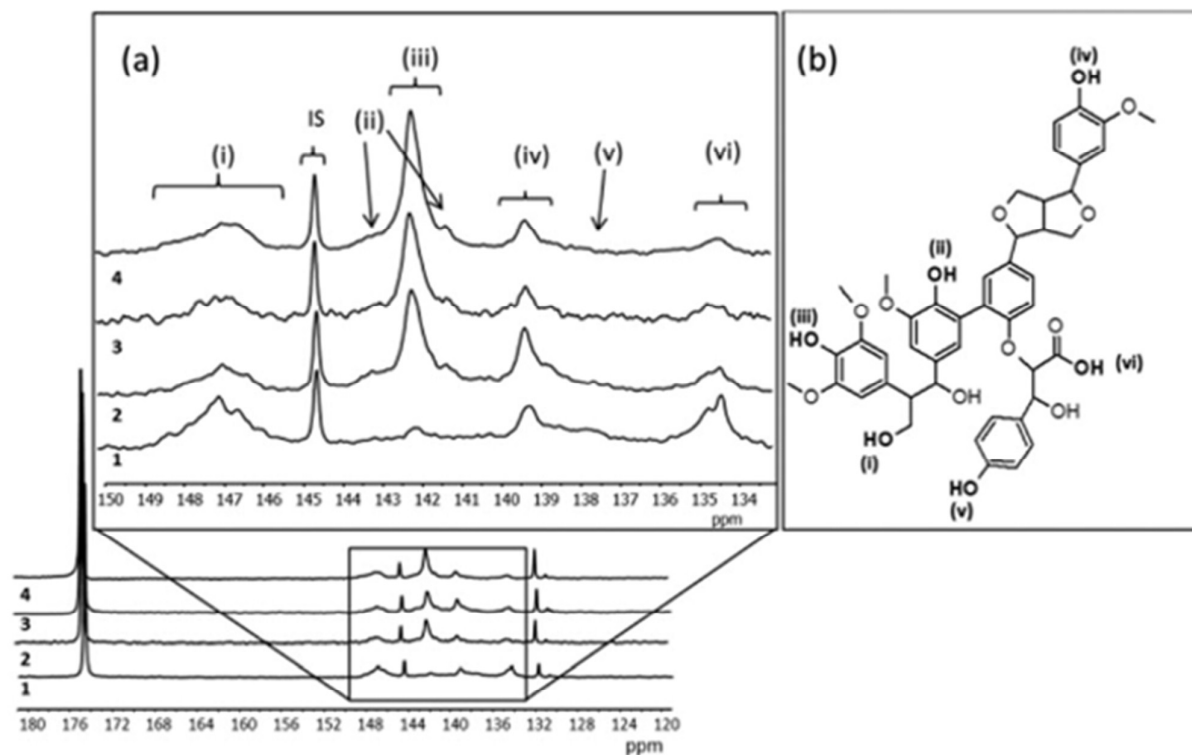 (a)
(iii)
IS
(ii)
(i)
(iv)
(v)
(vi)
4
3
2
1
150 149 148 147 146 145 144 143 142 141 140 139 138 137 136 135 134
ppm
(b)
(iv)
OH
O
O
O
(ii)
OH
O
O
(iii)
HO
O
O
OH
(vi)
O
OH
OH
HO
(i)
HO
(v)
4
3
2
1
180 176 172 168 164 160 156 152 148 144 140 136 132 128 124 120
ppm